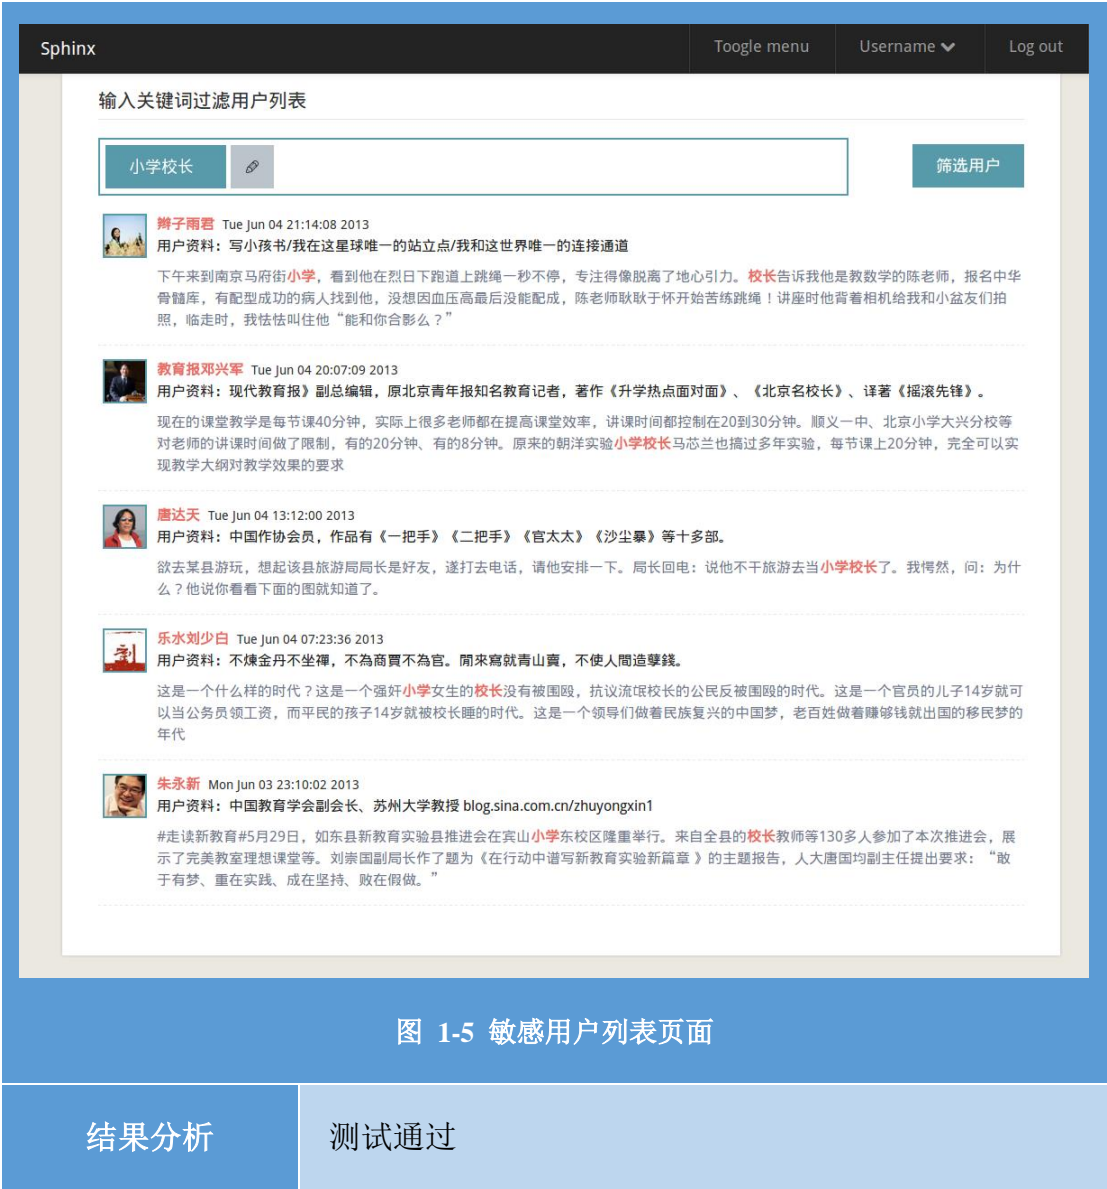 Sphinx
Toogle menu
Username
Log out
输入关键词过滤用户列表
小学校长
筛选用户
辫子雨君 Tue Jun 04 21:14:08 2013
用户资料：写小孩书/我在这星球唯一的站立点/我和这世界唯一的连接通道
下午来到南京马府街小学，看到他在烈日下跑道上跳绳一秒不停，专注得像脱离了地心引力。校长告诉我他是教数学的陈老师，报名中华
骨髓库，有配型成功的病人找到他，没想因血压高最后没能配成，陈老师耿耿于怀开始苦练跳绳！讲座时他背着相机给我和小盆友们拍
照，临走时，我怯怯叫住他“能和你合影么？”
教育报邓兴军 Tue Jun 04 20:07:09 2013
用户资料：现代教育报》副总编辑，原北京青年报知名教育记者，著作《升学热点面对面》、《北京名校长》、译著《摇滚先锋》。
现在的课堂教学是每节课40分钟，实际上很多老师都在提高课堂效率，讲课时间都控制在20到30分钟。顺义一中、北京小学大兴分校等
对老师的讲课时间做了限制，有的20分钟、有的8分钟。原来的朝洋实验小学校长马芯兰也搞过多年实验，每节课上20分钟，完全可以实
现教学大纲对教学效果的要求
唐达天 Tue Jun 04 13:12:00 2013
用户资料：中国作协会员，作品有《一把手》《二把手》《官太太》《沙尘暴》等十多部。
欲去某县游玩，想起该县旅游局局长是好友，遂打去电话，请他安排一下。局长回电：说他不干旅游去当小学校长了。我愕然，问：为什
么？他说你看看下面的图就知道了。
乐水刘少白 Tue Jun 04 07:23:36 2013
用户资料：不煉金丹不坐禪，不為商賈不為官。閒來寫就青山賣，不使人間造孽錢。
这是一个什么样的时代？这是一个强奸小学女生的校长没有被围殴，抗议流氓校长的公民反被围殴的时代。这是一个官员的儿子14岁就可
以当公务员领工资，而平民的孩子14岁就被校长睡的时代。这是一个领导们做着民族复兴的中国梦，老百姓做着赚够钱就出国的移民梦的
年代
朱永新 Mon Jun 03 23:10:02 2013
用户资料：中国教育学会副会长、苏州大学教授 blog.sina.com.cn/zhuyongxin1
#走读新教育#5月29日，如东县新教育实验县推进会在宾山小学东校区隆重举行。来自全县的校长教师等130多人参加了本次推进会，展
示了完美教室理想课堂等。刘崇国副局长作了题为《在行动中谱写新教育实验新篇章 》的主题报告，人大唐国均副主任提出要求：“敢
于有梦、重在实践、成在坚持、败在假做。”
图 1-5 敏感用户列表页面
结果分析
测试通过